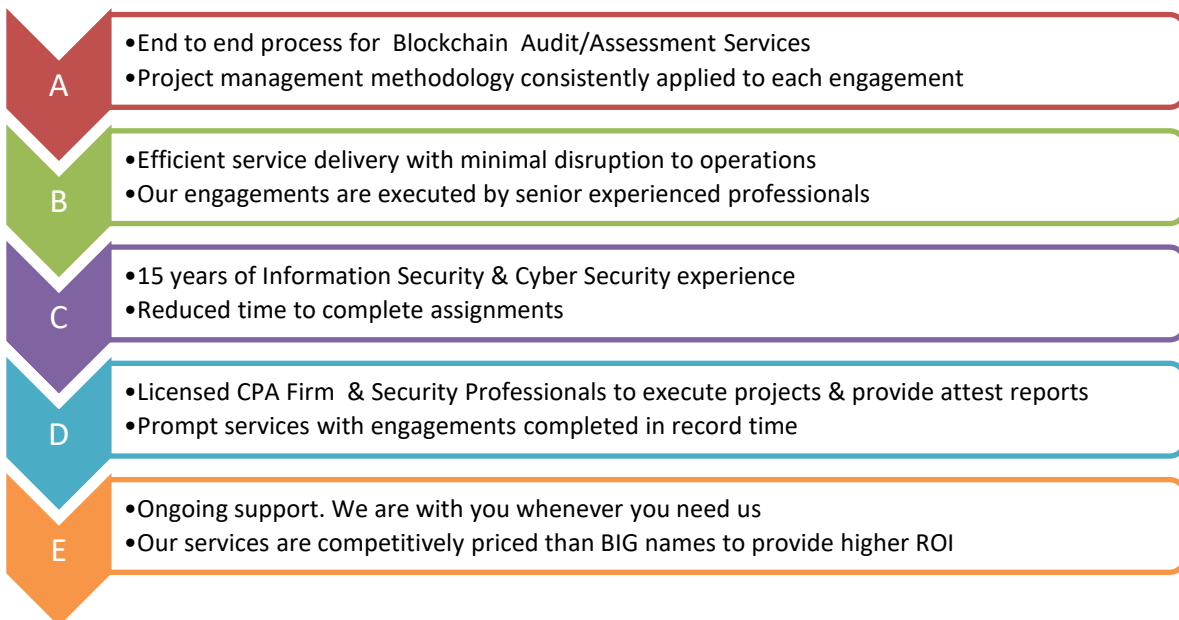 A
•End to end process for Blockchain Audit/Assessment Services
•Project management methodology consistently applied to each engagement
B
•Efficient service delivery with minimal disruption to operations
•Our engagements are executed by senior experienced professionals
C
•15 years of Information Security & Cyber Security experience
•Reduced time to complete assignments
D
•Licensed CPA Firm & Security Professionals to execute projects & provide attest reports
•Prompt services with engagements completed in record time
E
•Ongoing support. We are with you whenever you need us
•Our services are competitively priced than BIG names to provide higher ROI